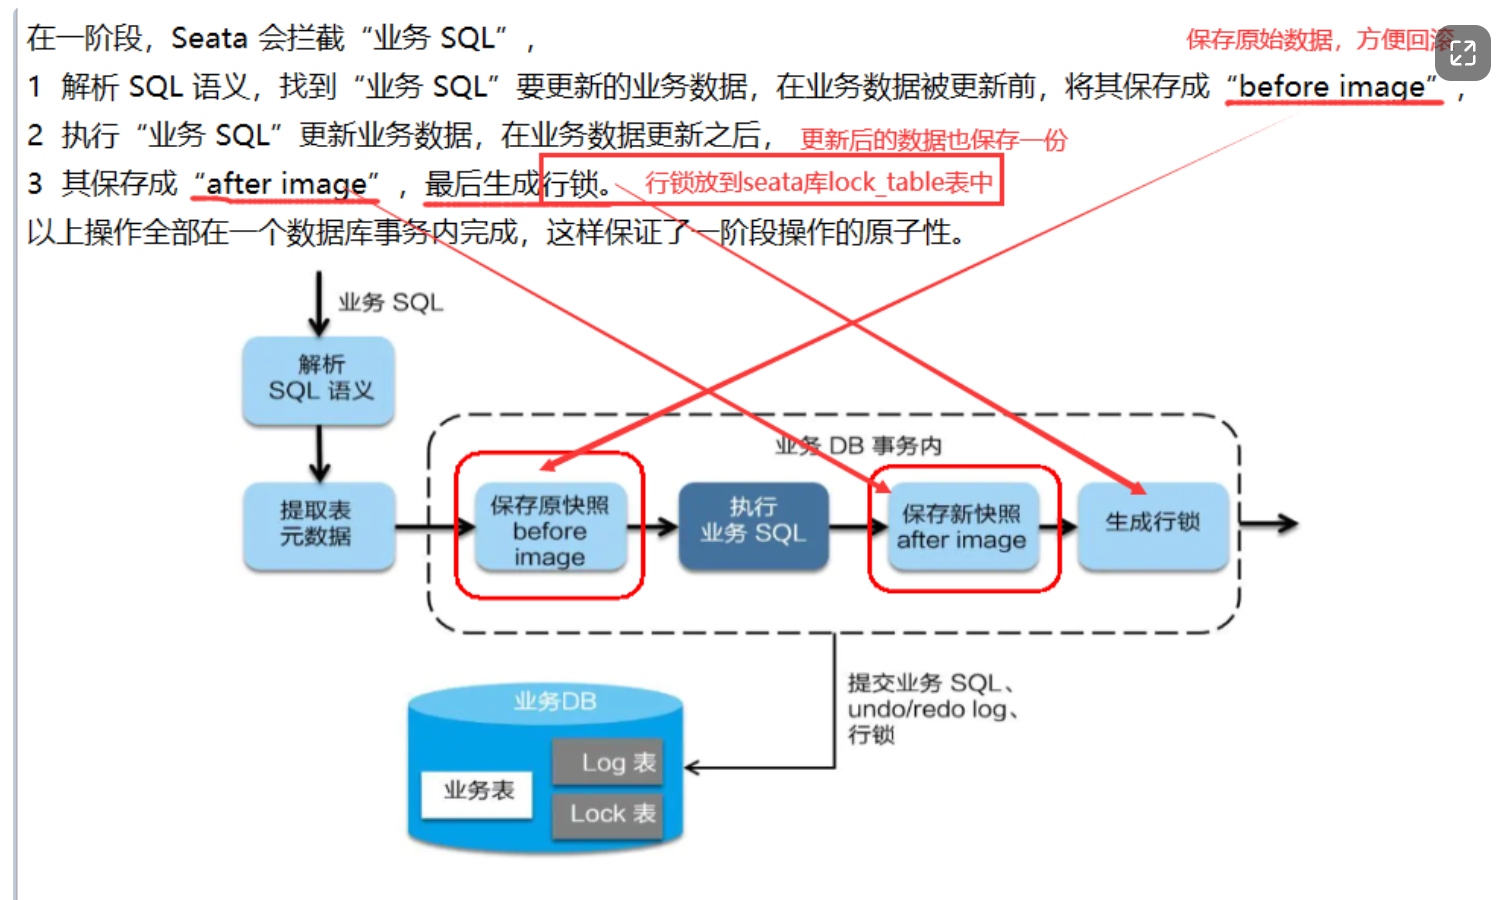 在一阶段，Seata 会拦截“业务 SQL”，
保存原始数据，方便回滚
1 解析 SQL 语义，找到“业务 SQL”要更新的业务数据，在业务数据被更新前，将其保存成“before image”，
2 执行“业务 SQL”更新业务数据，在业务数据更新之后，
更新后的数据也保存一份
3 其保存成“after image”，最后生成行锁。
行锁放到seata库lock_table表中
以上操作全部在一个数据库事务内完成，这样保证了一阶段操作的原子性。
业务 SQL
解析
SQL 语义
业务 DB 事务内
提取表
元数据
保存原快照
before
image
执行
业务 SQL
保存新快照
after image
生成行锁
提交业务 SQL、
undo/redo log、
行锁
业务DB
业务表
Log 表
Lock 表